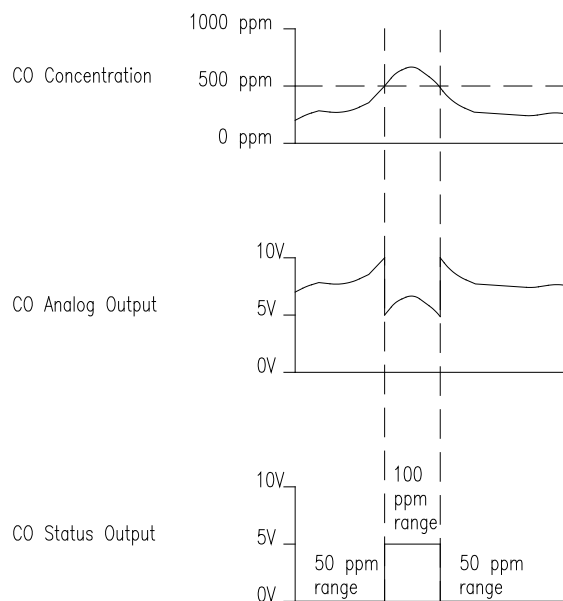 1000 ppm
CO Concentration
500 ppm
0 ppm
10V
CO Analog Output
5V
0V
10V
100
ppm
range
CO Status Output
5V
50 ppm
range
50 ppm
range
0V